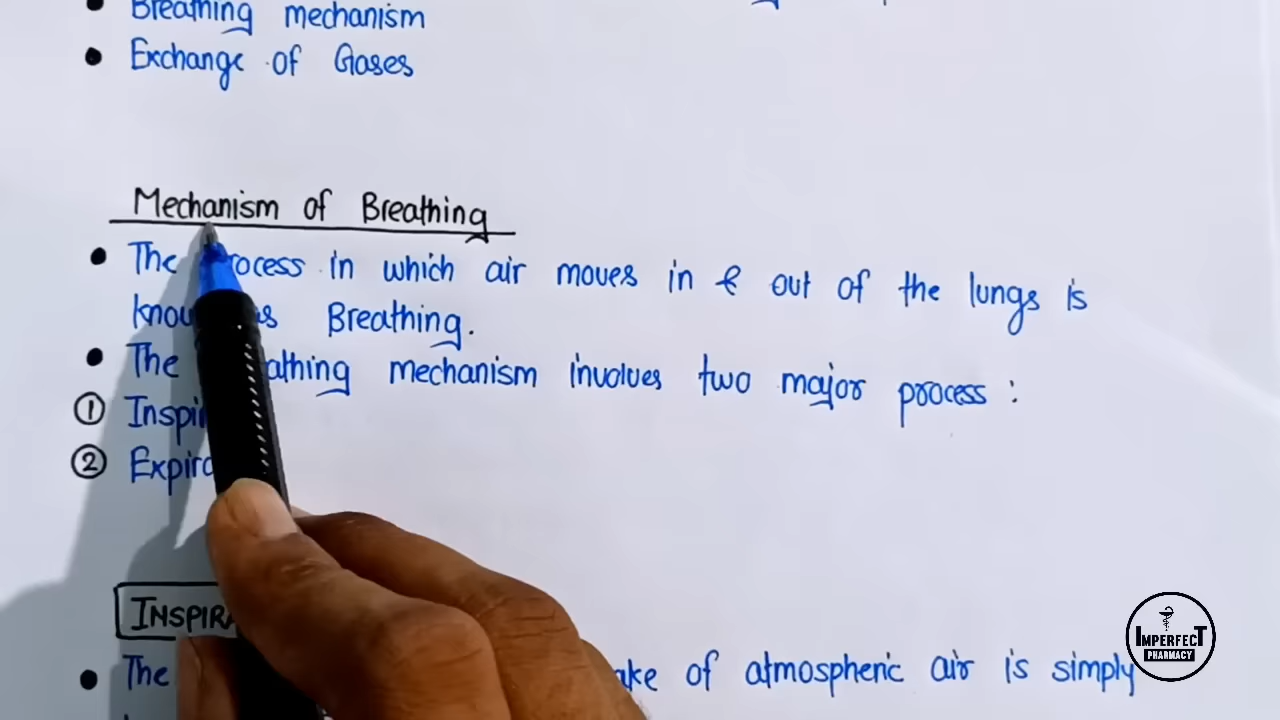 Breathing mechanism
Exchange of Gases
Mechanism of Breathing
The process in which air moves in & out of the lungs is
Breathing.
The mechanism involves two major process :
①
②
The of atmospheric air is simply
IMPERFECT
PHARMACY